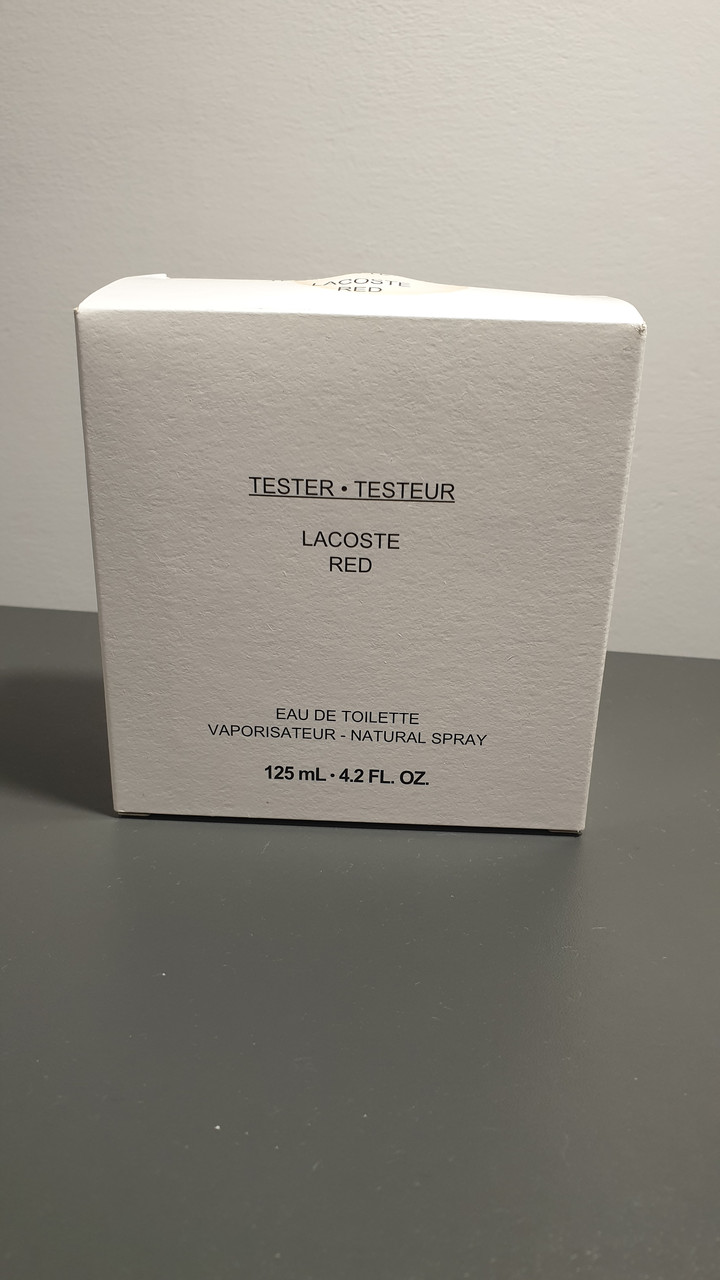 LACOSTE
RED
TESTER • TESTEUR
LACOSTE
RED
EAU DE TOILETTE
VAPORISATEUR - NATURAL SPRAY
125 mL • 4.2 FL. OZ.